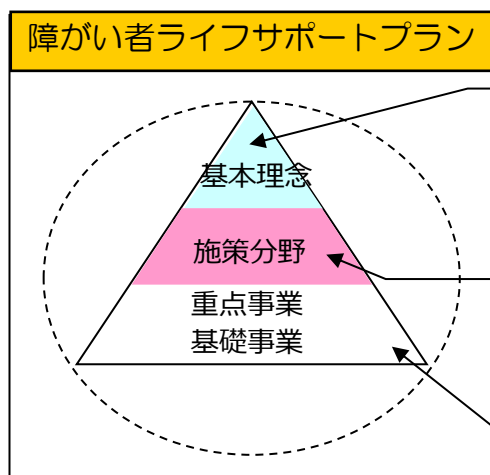 障がい者ライフサポートプラン
基本理念
施策分野
重点事業
基礎事業